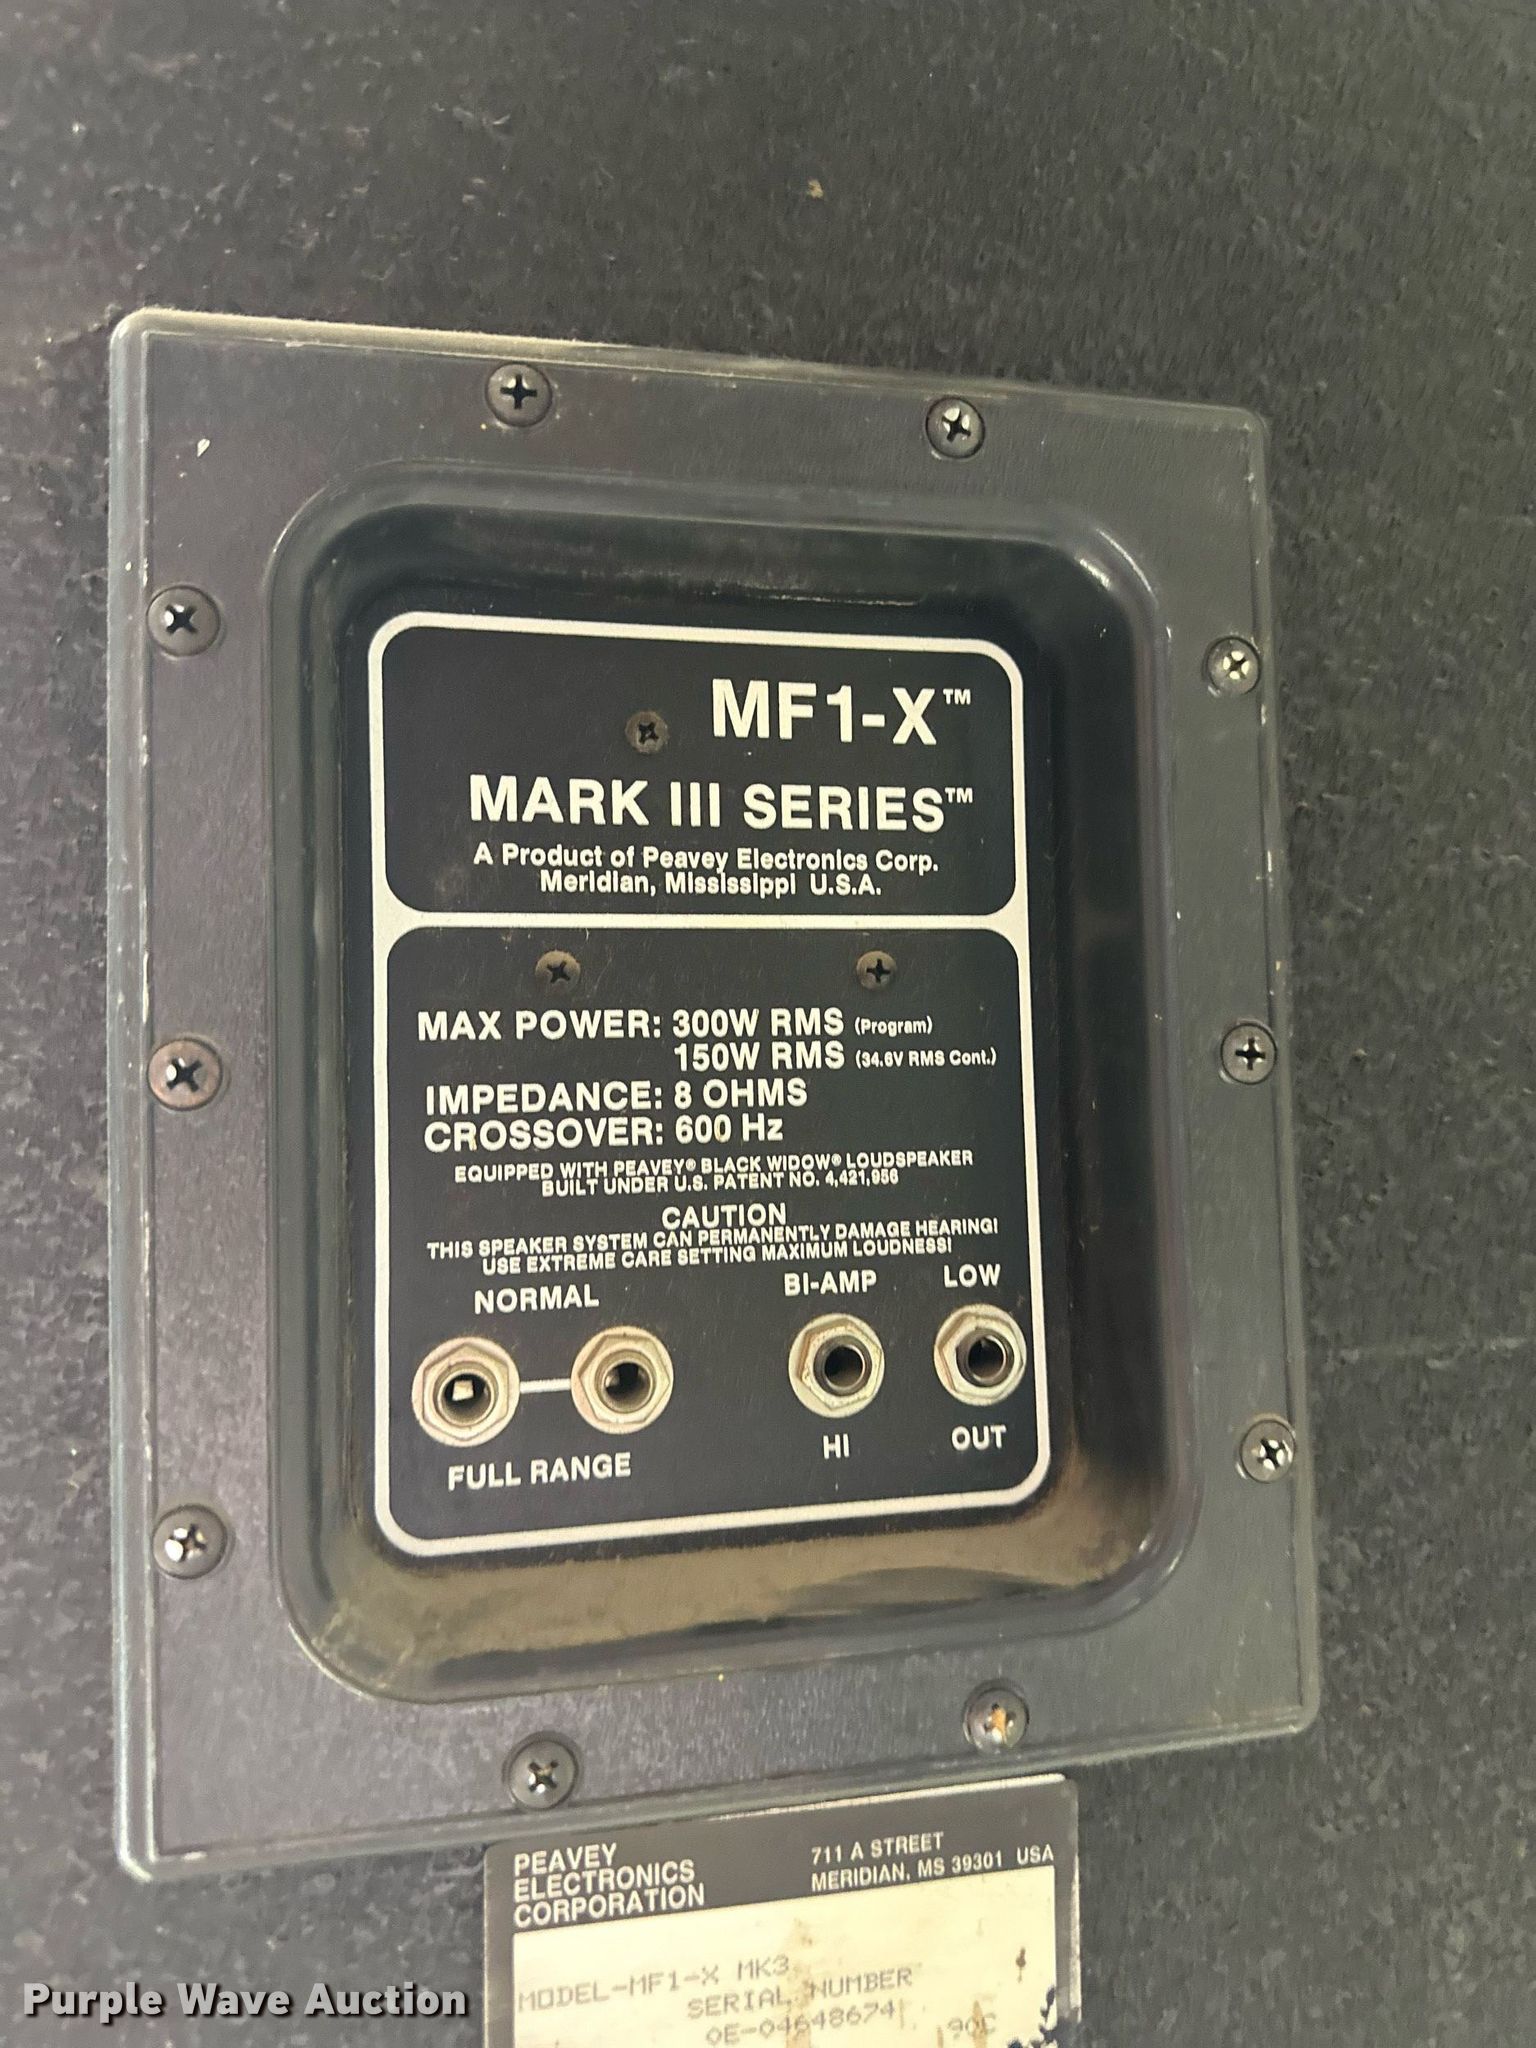 MF1-X™
MARK III SERIES™
A Product of Peavey Electronics Corp.
Meridian, Mississippi U.S.A.
MAX POWER: 300W RMS (Program)
150W RMS (34.6V RMS Cont.)
IMPEDANCE: 8 OHMS
CROSSOVER: 600 Hz
EQUIPPED WITH PEAVEY® BLACK WIDOW® LOUDSPEAKER
BUILT UNDER U.S. PATENT NO. 4,421,956
CAUTION
THIS SPEAKER SYSTEM CAN PERMANENTLY DAMAGE HEARING!
USE EXTREME CARE SETTING MAXIMUM LOUDNESS!
NORMAL BI-AMP LOW
FULL RANGE HI OUT
PEAVEY
ELECTRONICS
CORPORATION
711 A STREET
MERIDIAN, MS 39301 USA
MODEL-MF1-X MK3
SERIAL NUMBER
0E-04648674
Purple Wave Auction